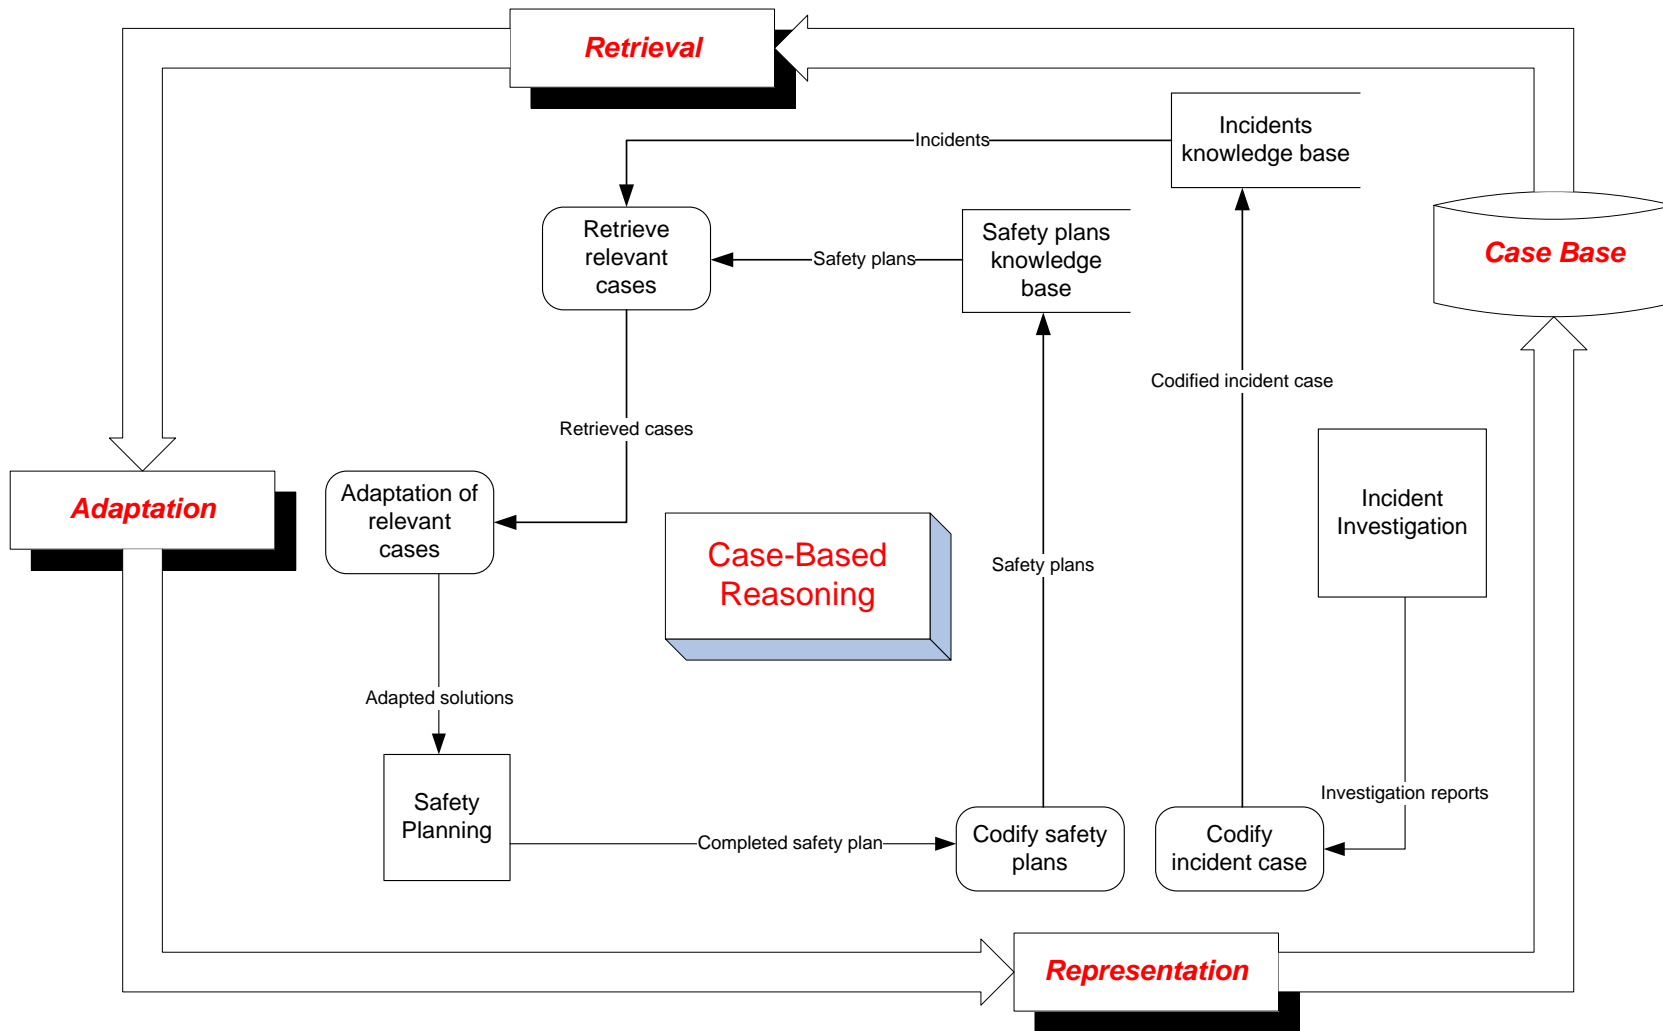 Retrieval
Incidents
Incidents
knowledge base
Retrieve
relevant
cases
Safety plans
Safety plans
knowledge
base
Case Base
Codified incident case
Retrieved cases
Adaptation
Adaptation of
relevant
cases
Case-Based
Reasoning
Safety plans
Incident
Investigation
Adapted solutions
Safety
Planning
Completed safety plan
Codify safety
plans
Codify
incident case
Investigation reports
Representation